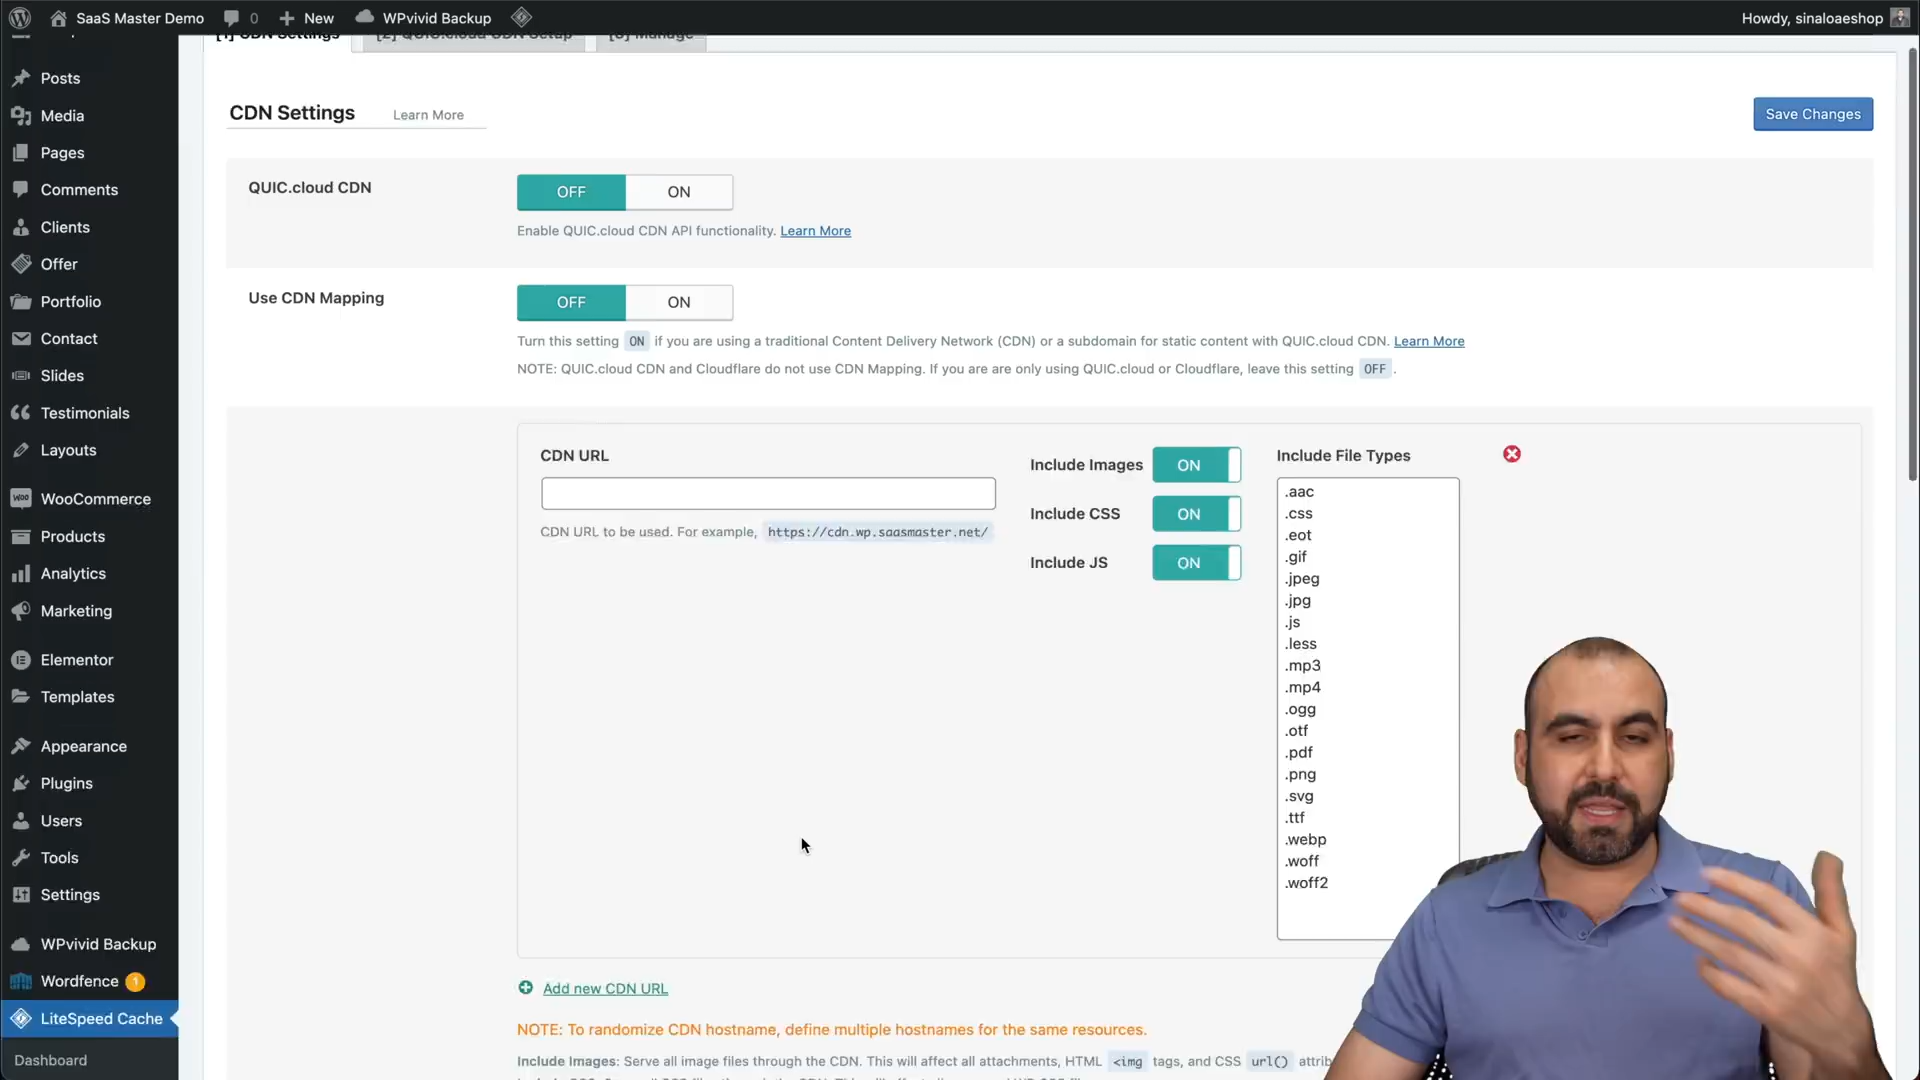 SaaS Master Demo 0 New WPvivid Backup Howdy, sinaloaeshop
[1] CDN Settings [2] QUIC.cloud CDN Setup [3] Manage
Posts
Media
Pages
Comments
Clients
Offer
Portfolio
Contact
Slides
Testimonials
Layouts
WooCommerce
Products
Analytics
Marketing
Elementor
Templates
Appearance
Plugins
Users
Tools
Settings
WPvivid Backup
Wordfence 1
LiteSpeed Cache
Dashboard
CDN Settings Learn More Save Changes
QUIC.cloud CDN OFF ON
Enable QUIC.cloud CDN API functionality. Learn More
Use CDN Mapping OFF ON
Turn this setting ON if you are using a traditional Content Delivery Network (CDN) or a subdomain for static content with QUIC.cloud CDN. Learn More
NOTE: QUIC.cloud CDN and Cloudflare do not use CDN Mapping. If you are are only using QUIC.cloud or Cloudflare, leave this setting OFF.
CDN URL
CDN URL to be used. For example, https://cdn.wp.saasmaster.net/
Include Images ON
Include CSS ON
Include JS ON
Include File Types
.aac
.css
.eot
.gif
.jpeg
.jpg
.js
.less
.mp3
.mp4
.ogg
.otf
.pdf
.png
.svg
.ttf
.webp
.woff
.woff2
Add new CDN URL
NOTE: To randomize CDN hostname, define multiple hostnames for the same resources.
Include Images: Serve all image files through the CDN. This will affect all attachments, HTML <img tags, and CSS url() attrib